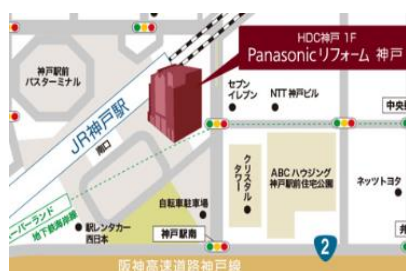 HDC神戸 1F
Panasonicリフォーム 神戸
神戸駅前
バスターミナル
JR神戸駅
南口
セブン
イレブン
NTT 神戸ビル
中央
クリスタル
タワー
ABC ハウジング
神戸駅前住宅公園
ネッツトヨタ
自転車駐車場
神戸駅南
駅レンタカー
西日本
ーバーランド
地下鉄海岸線
2
阪神高速道路神戸線